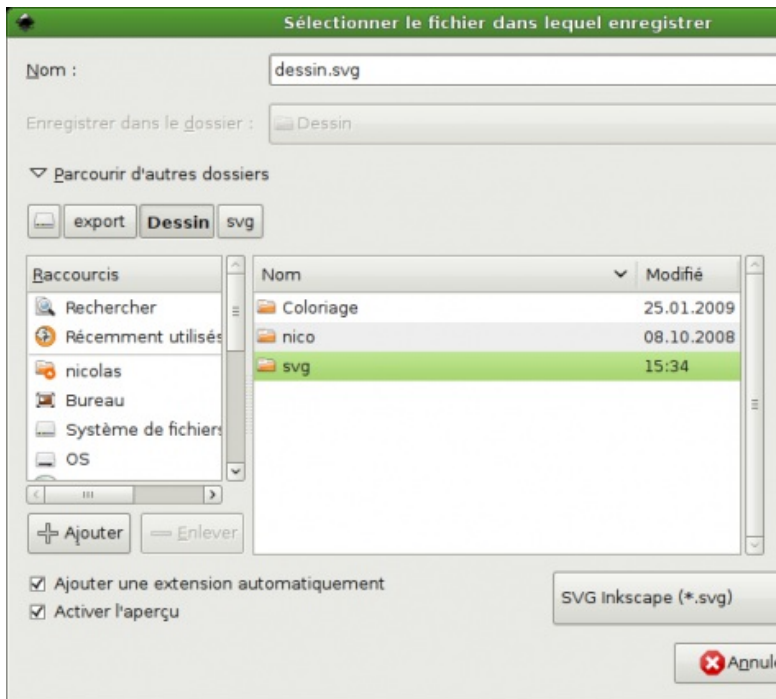 Sélectionner le fichier dans lequel enregistrer
Nom :
dessin.svg
Enregistrer dans le dossier :
Dessin
Parcourir d'autres dossiers
export
Dessin
svg
Raccourcis
Rechercher
Récemment utilisés
nicolas
Bureau
Système de fichiers
OS
Nom
Modifié
Coloriage
25.01.2009
nico
08.10.2008
svg
15:34
Ajouter
Enlever
Ajouter une extension automatiquement
Activer l'aperçu
SVG Inkscape (*.svg)
Annule